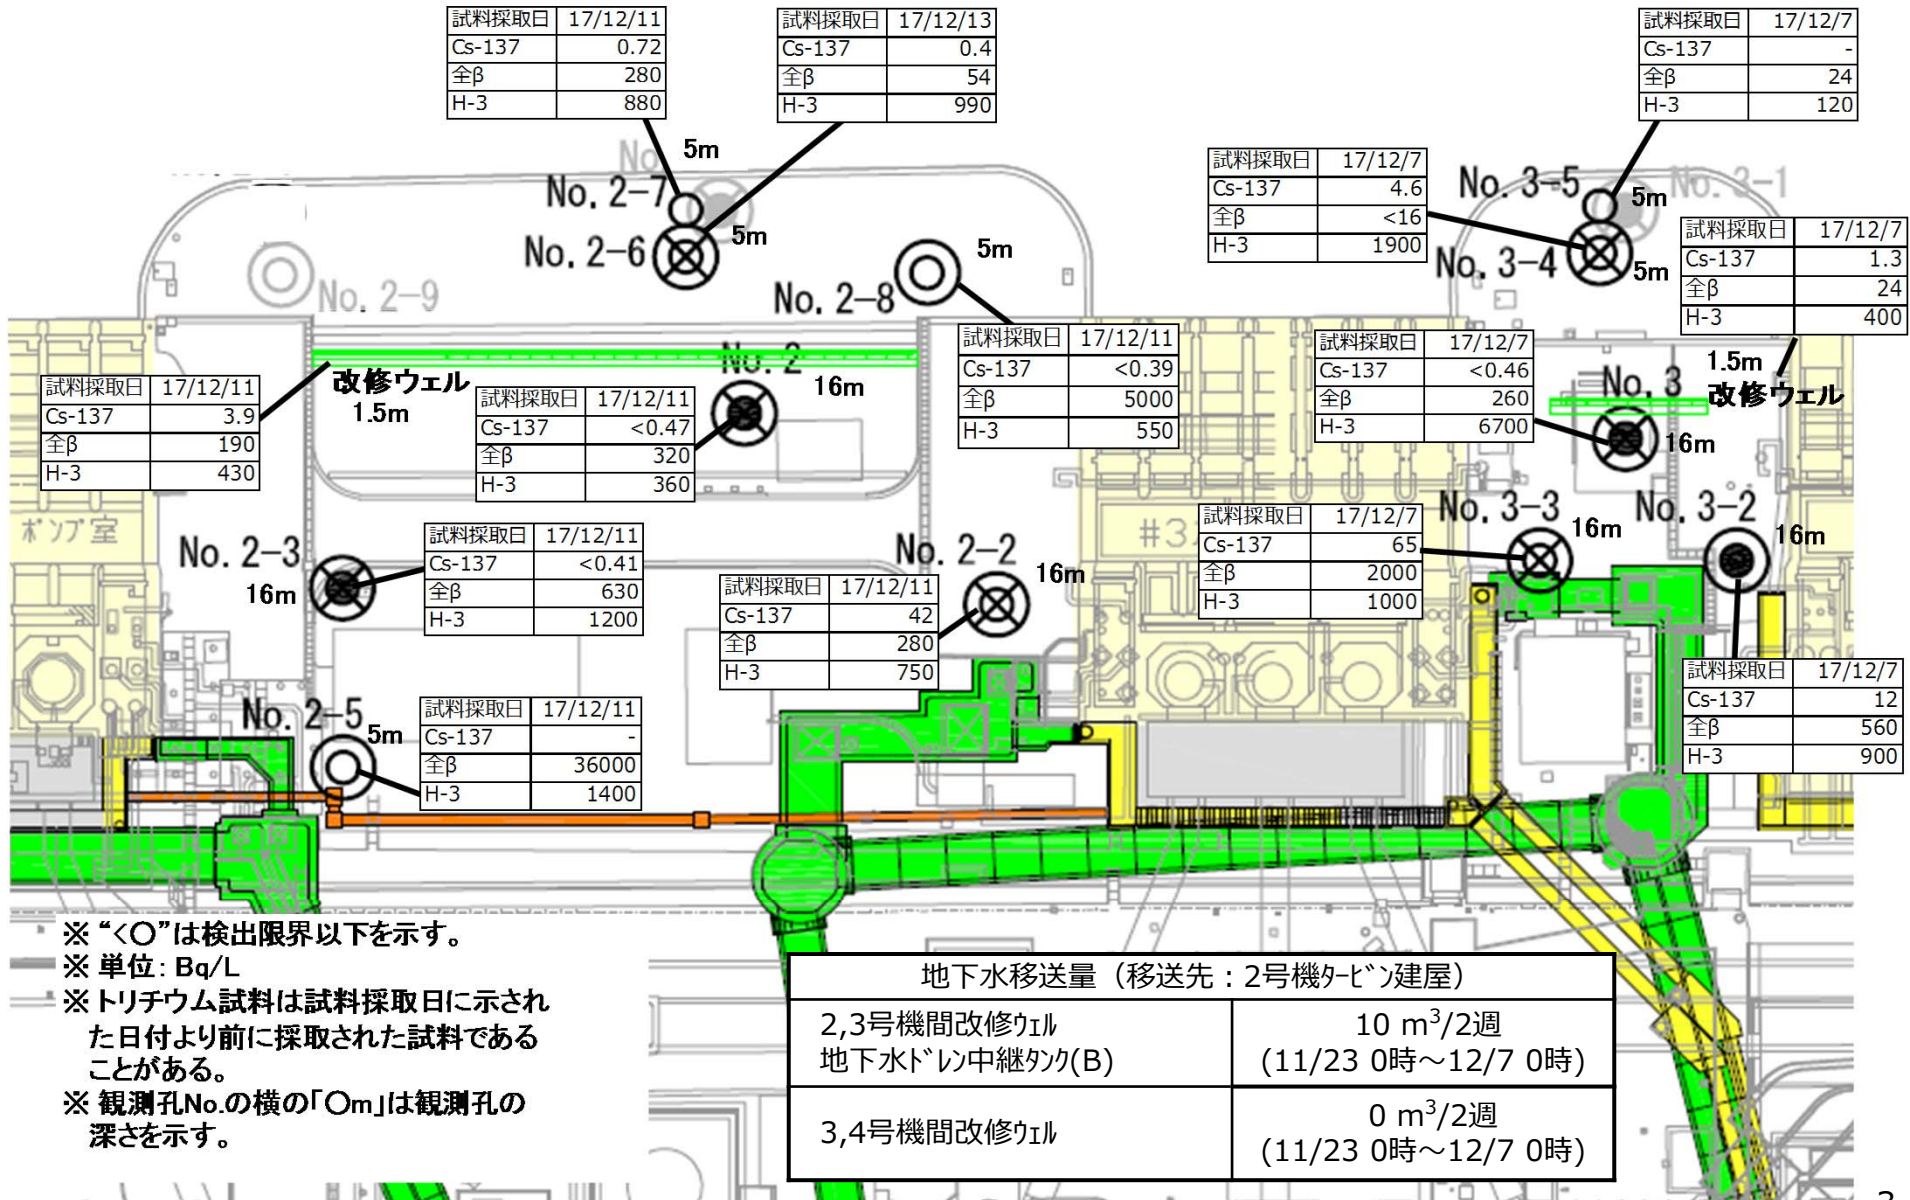 試料採取日 17/12/11
Cs-137 0.72
全β 280
H-3 880
試料採取日 17/12/13
Cs-137 0.4
全β 54
H-3 990
試料採取日 17/12/7
Cs-137 -
全β 24
H-3 120
No
5m
No. 2-7
No. 2-6
5m
No. 2-9
No. 2-8
5m
試料採取日 17/12/7
Cs-137 4.6
全β <16
H-3 1900
No. 3-5
5m
No. 3-1
No. 3-4
5m
試料採取日 17/12/7
Cs-137 1.3
全β 24
H-3 400
試料採取日 17/12/11
Cs-137 3.9
全β 190
H-3 430
改修ウェル
1.5m
試料採取日 17/12/11
Cs-137 <0.47
全β 320
H-3 360
No. 2
16m
試料採取日 17/12/11
Cs-137 <0.39
全β 5000
H-3 550
試料採取日 17/12/7
Cs-137 <0.46
全β 260
H-3 6700
No. 3
16m
1.5m
改修ウェル
ポンプ室
No. 2-3
16m
試料採取日 17/12/11
Cs-137 <0.41
全β 630
H-3 1200
試料採取日 17/12/11
Cs-137 42
全β 280
H-3 750
No. 2-2
16m
#3
試料採取日 17/12/7
Cs-137 65
全β 2000
H-3 1000
No. 3-3
16m
No. 3-2
16m
試料採取日 17/12/7
Cs-137 12
全β 560
H-3 900
No. 2-5
5m
試料採取日 17/12/11
Cs-137 -
全β 36000
H-3 1400
※ “<〇”は検出限界以下を示す。
※ 単位: Bq/L
※ トリチウム試料は試料採取日に示され
た日付より前に採取された試料である
ことがある。
※ 観測孔No.の横の「〇m」は観測孔の
深さを示す。
地下水移送量（移送先：2号機ﾀｰﾋﾞﾝ建屋）
2,3号機間改修ｳｪﾙ
地下水ﾄﾞﾚﾝ中継ﾀﾝｸ(B)
10 m³/2週
(11/23 0時～12/7 0時)
3,4号機間改修ｳｪﾙ
0 m³/2週
(11/23 0時～12/7 0時)